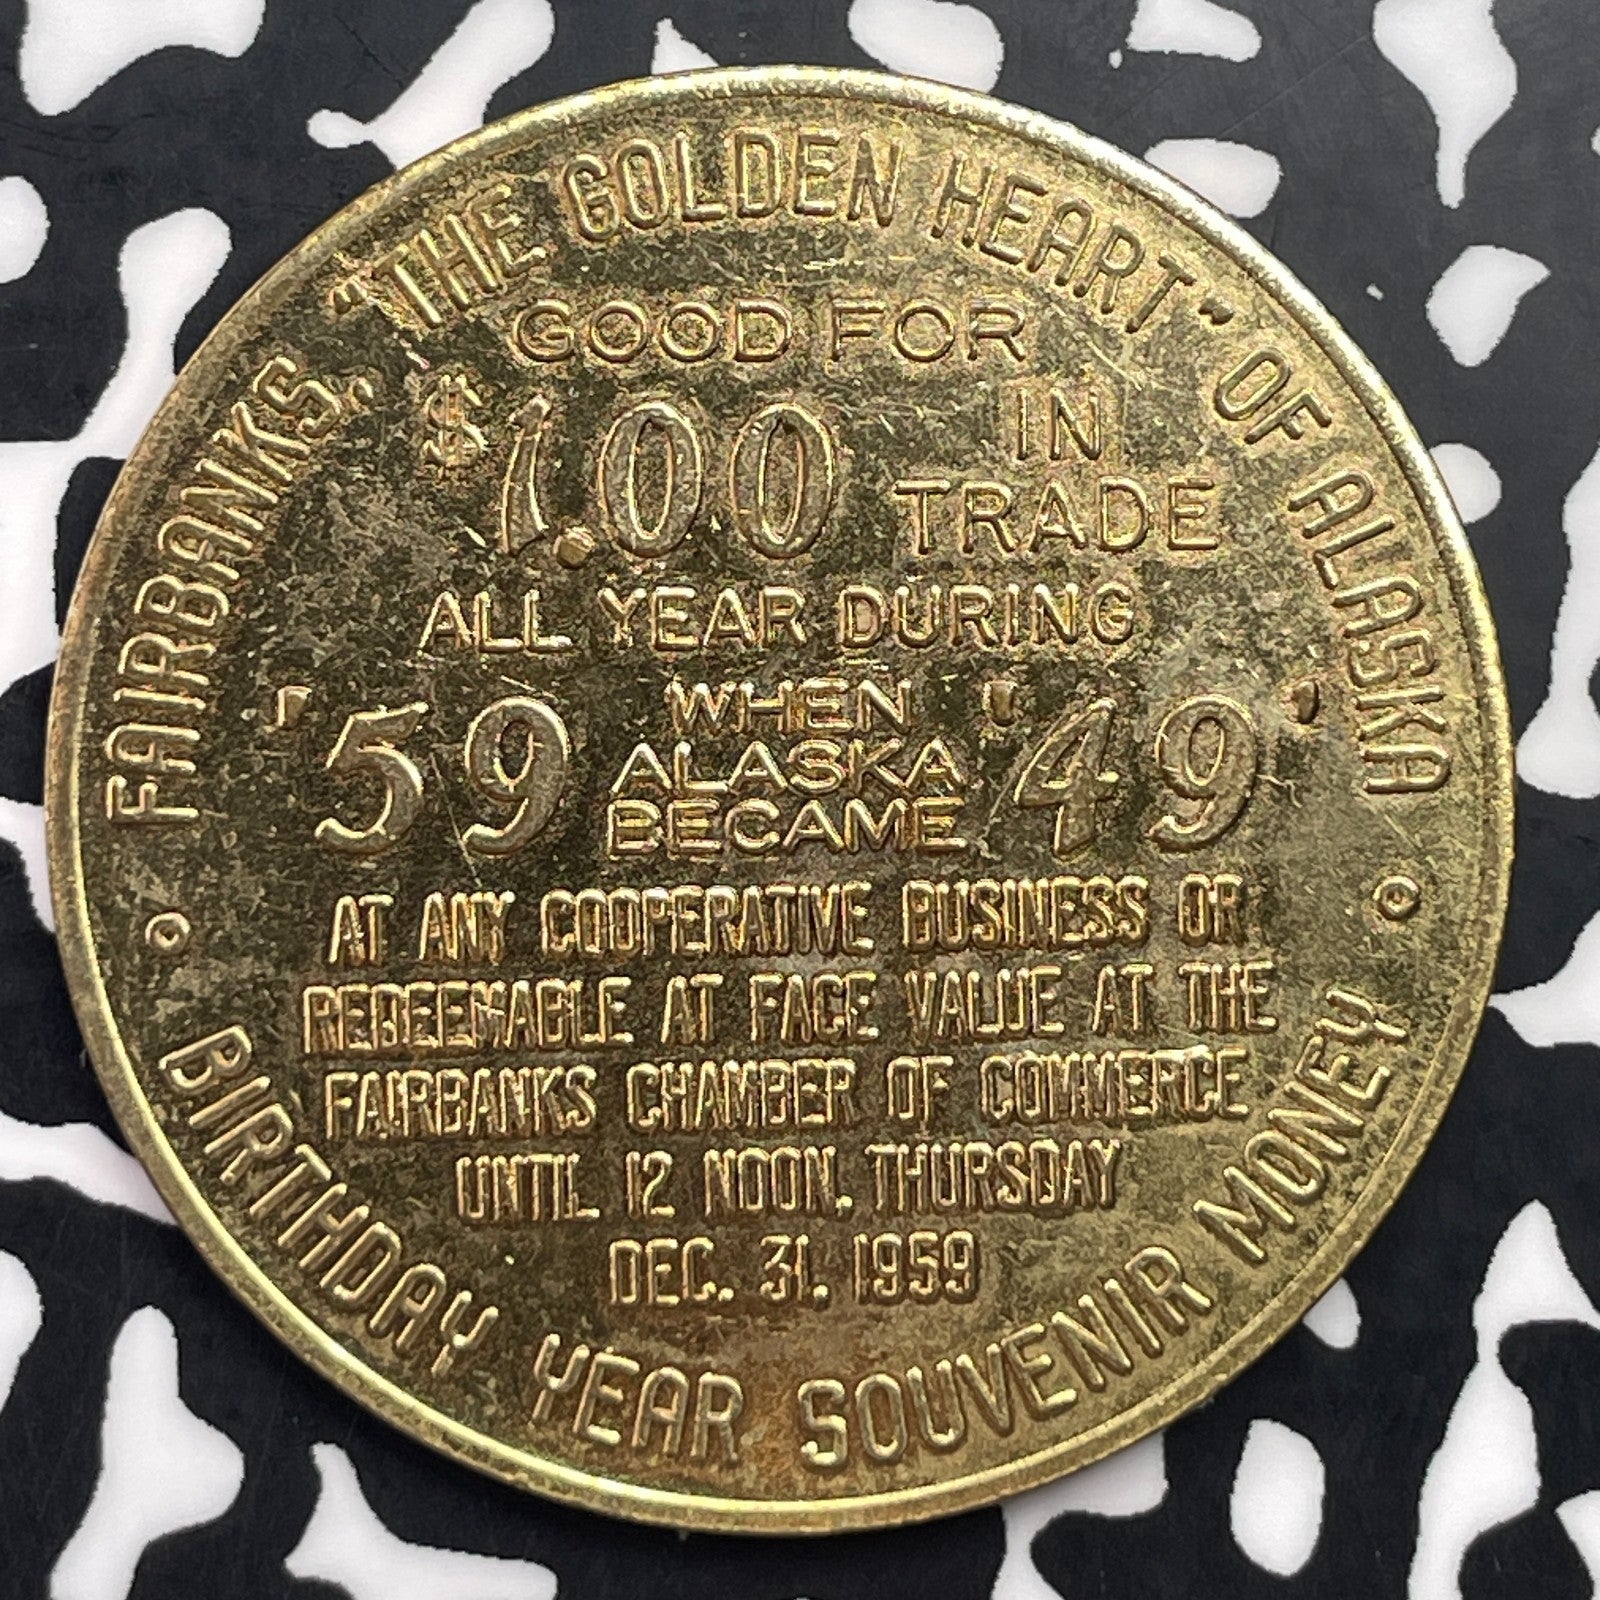 FAIRBANKS. "THE GOLDEN HEART" OF ALASKA
GOOD FOR
$1.00 IN TRADE
ALL YEAR DURING
'59 WHEN ALASKA BECAME '49'
AT ANY COOPERATIVE BUSINESS OR
REDEEMABLE AT FACE VALUE AT THE
FAIRBANKS CHAMBER OF COMMERCE
UNTIL 12 NOON, THURSDAY
DEC. 31, 1959
BIRTHDAY YEAR SOUVENIR MONEY